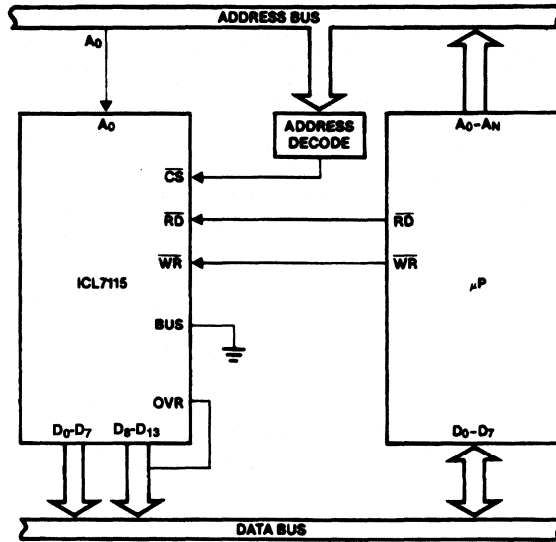 ADDRESS BUS
A0
A0
ADDRESS
DECODE
A0-AN
CS
RD
RD
WR
WR
ICL7115
μP
BUS
OVR
D0-D7
D8-D13
D0-D7
DATA BUS